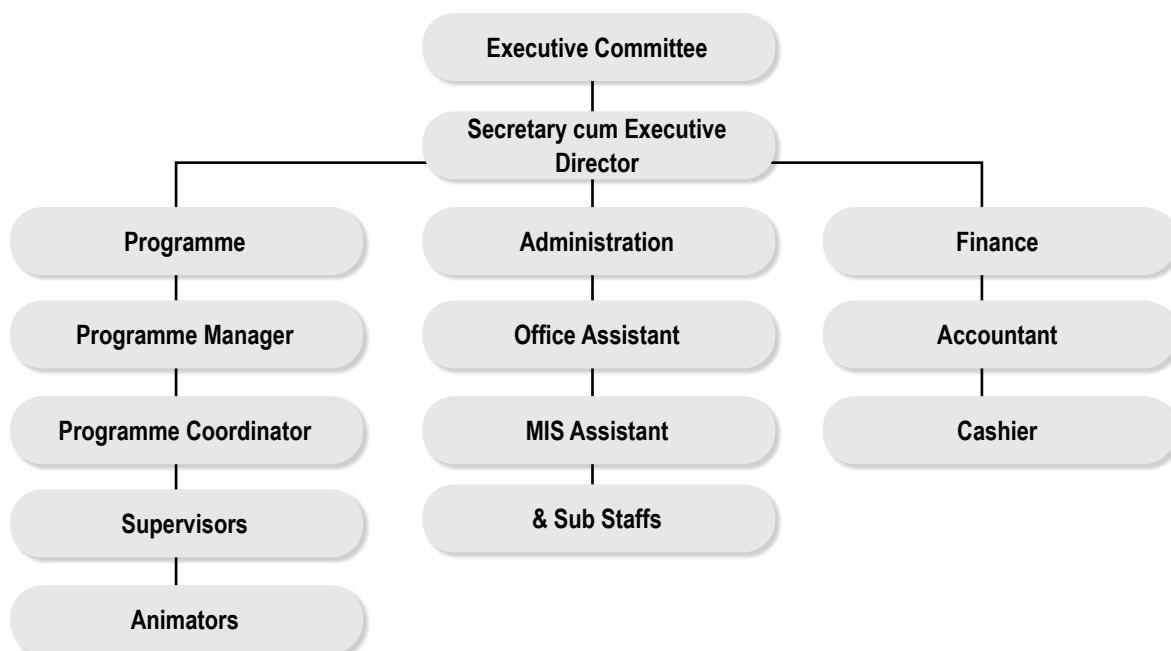 Executive Committee
Secretary cum Executive
Director
Programme
Administration
Finance
Programme Manager
Office Assistant
Accountant
Programme Coordinator
MIS Assistant
Cashier
Supervisors
& Sub Staffs
Animators